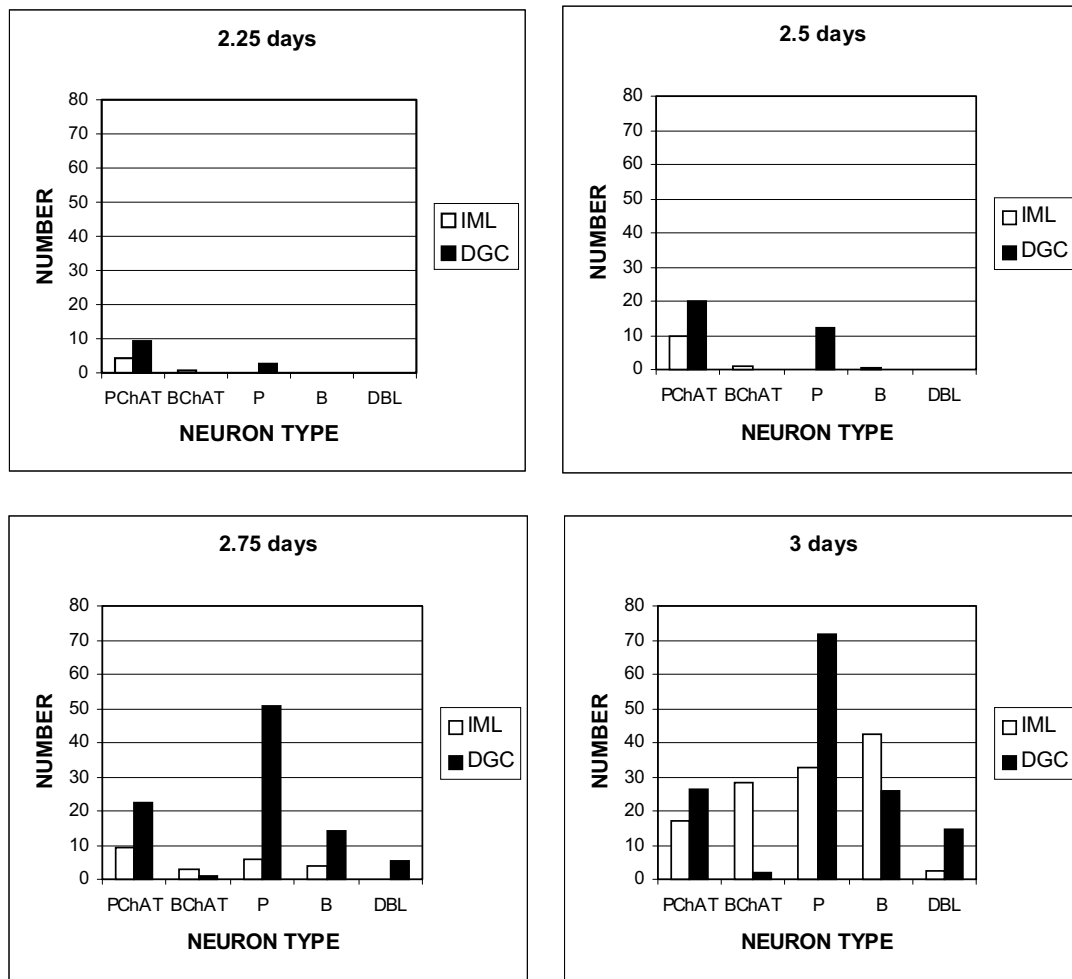 2.25 days
80
70
60
50
40
30
20
10
0
NUMBER
PChAT BChAT P B DBL
NEURON TYPE
IML
DGC
2.5 days
80
70
60
50
40
30
20
10
0
NUMBER
PChAT BChAT P B DBL
NEURON TYPE
IML
DGC
2.75 days
80
70
60
50
40
30
20
10
0
NUMBER
PChAT BChAT P B DBL
NEURON TYPE
IML
DGC
3 days
80
70
60
50
40
30
20
10
0
NUMBER
PChAT BChAT P B DBL
NEURON TYPE
IML
DGC